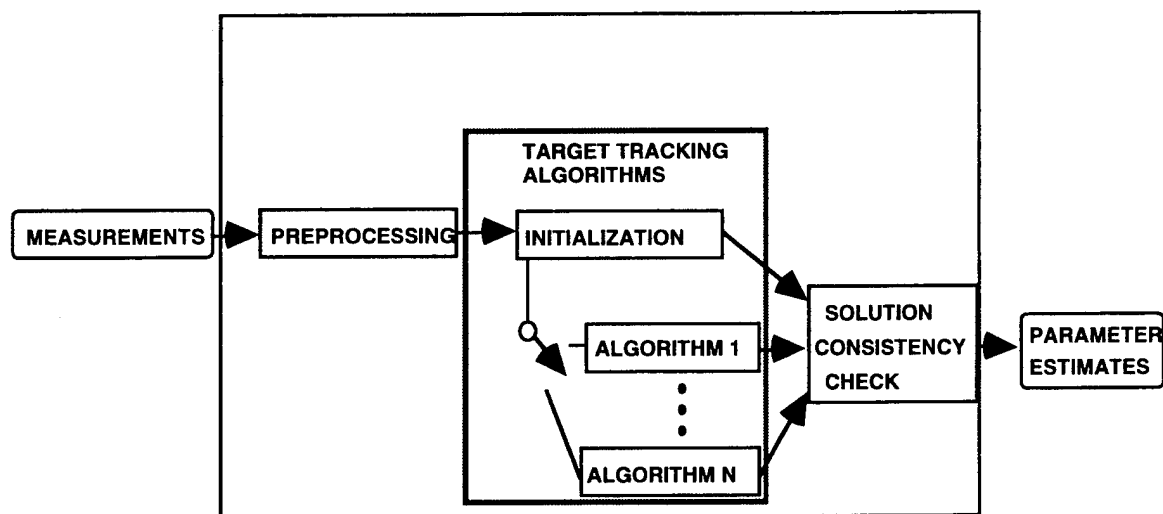 TARGET TRACKING
ALGORITHMS
MEASUREMENTS
PREPROCESSING
INITIALIZATION
SOLUTION
CONSISTENCY
CHECK
ALGORITHM 1
PARAMETER
ESTIMATES
ALGORITHM N